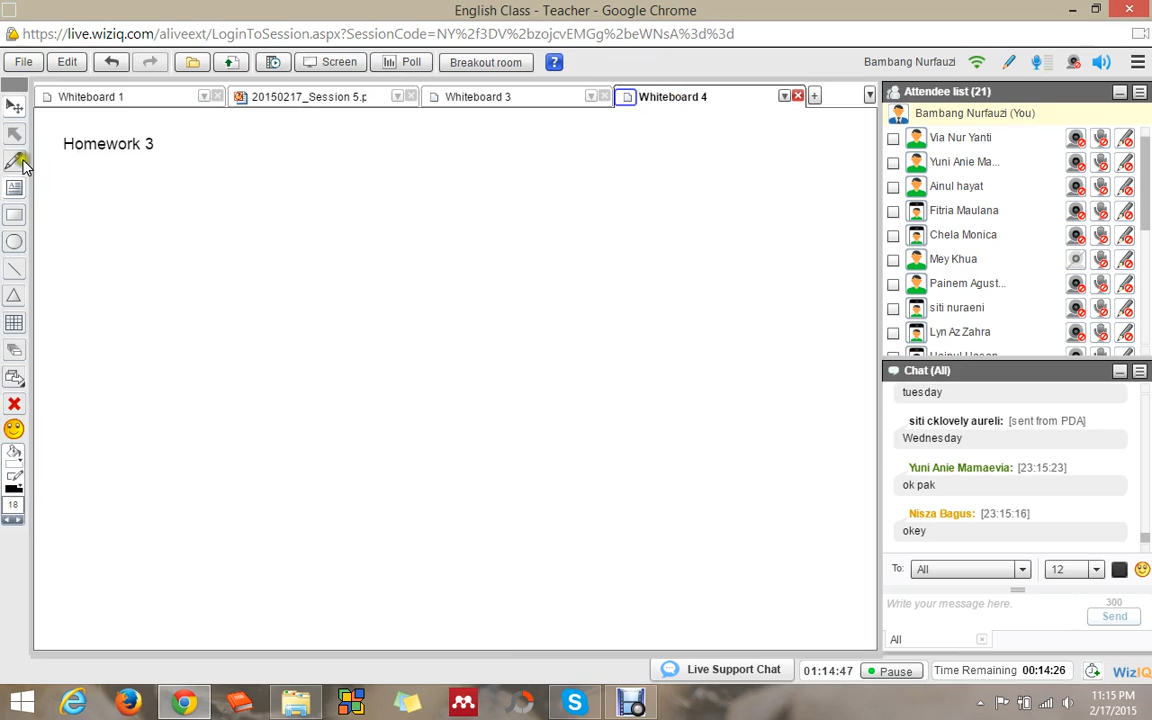 English Class - Teacher - Google Chrome
https://live.wiziq.com/aliveext/LoginToSession.aspx?SessionCode=NY%2f3DV%2bzojcvEMGg%2beWNsA%3d%3d
File Edit Screen Poll Breakout room ? Bambang Nurfauzi
Whiteboard 1 20150217_Session 5.p Whiteboard 3 Whiteboard 4
Homework 3
18
Attendee list (21)
Bambang Nurfauzi (You)
Via Nur Yanti
Yuni Anie Ma...
Ainul hayat
Fitria Maulana
Chela Monica
Mey Khua
Painem Agust...
siti nuraeni
Lyn Az Zahra
Chat (All)
tuesday
siti cklovely aureli: [sent from PDA]
Wednesday
Yuni Anie Mamaevia: [23:15:23]
ok pak
Nisza Bagus: [23:15:16]
okey
To: All 12
Write your message here. 300
Send
All
Live Support Chat 01:14:47 Pause Time Remaining 00:14:26 WizIQ
11:15 PM
2/17/2015